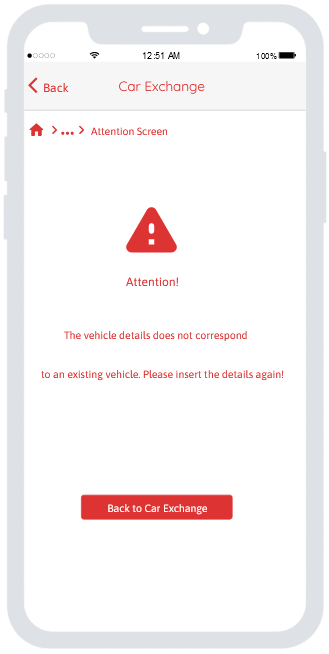 12:51 AM
100%
Back
Car Exchange
... Attention Screen
Attention!
The vehicle details does not correspond
to an existing vehicle. Please insert the details again!
Back to Car Exchange